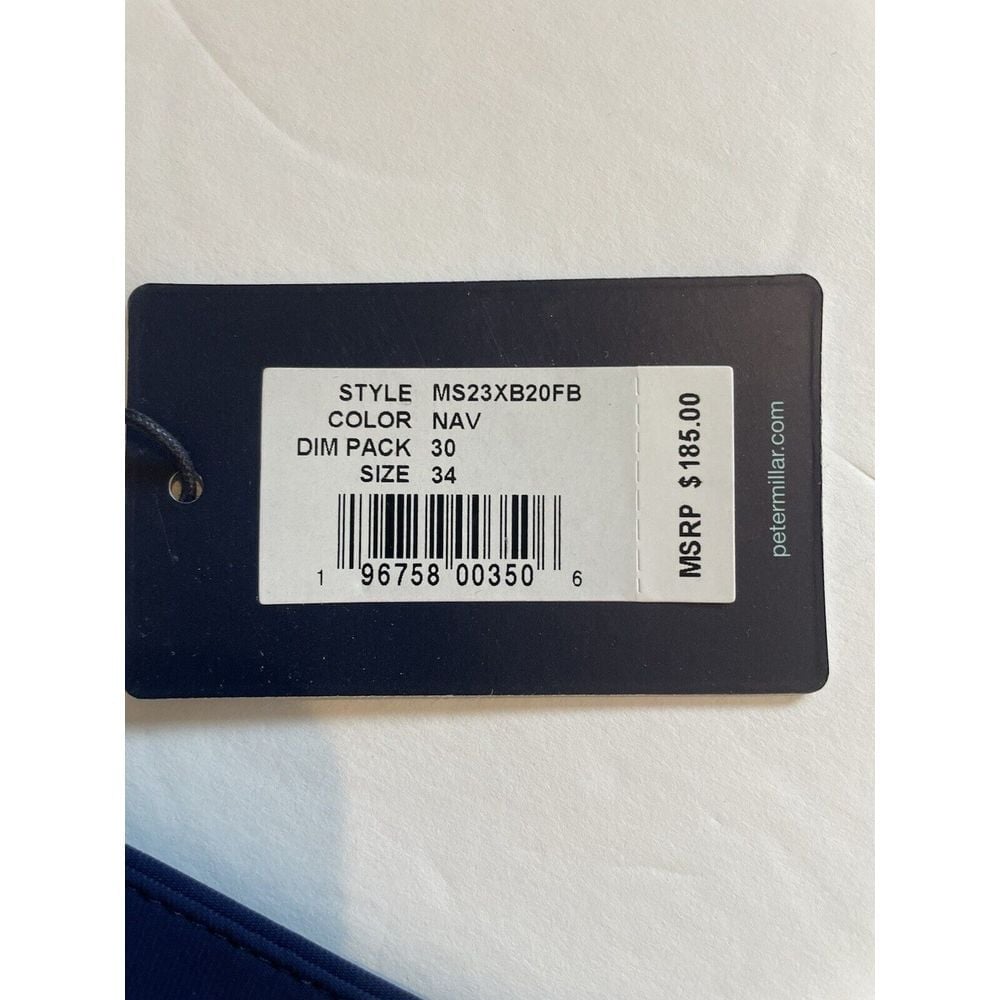 STYLE MS23XB20FB
COLOR NAV
DIM PACK 30
SIZE 34
1 96758 00350 6
MSRP $185.00
petermillar.com